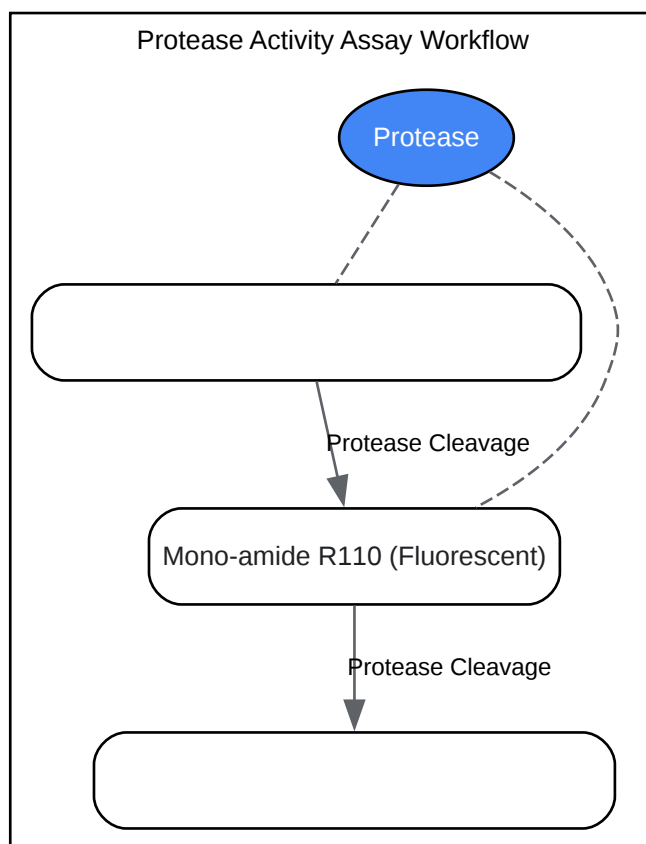 Protease Activity Assay Workflow
Protease
Protease Cleavage
Mono-amide R110 (Fluorescent)
Protease Cleavage